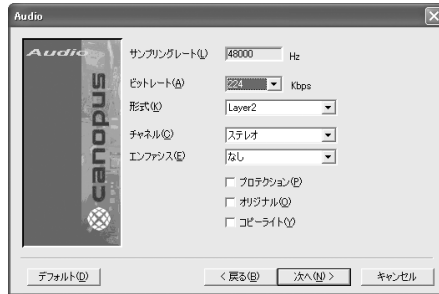 Audio
Audio
canopus
サンプリングレート(L) 48000 Hz
ビットレート(A) 224 Kbps
形式(K) Layer2
チャネル(C) ステレオ
エンファシス(E) なし
プロテクション(P)
オリジナル(O)
コピーライト(Y)
デフォルト(D) < 戻る(B) 次へ(N) > キャンセル